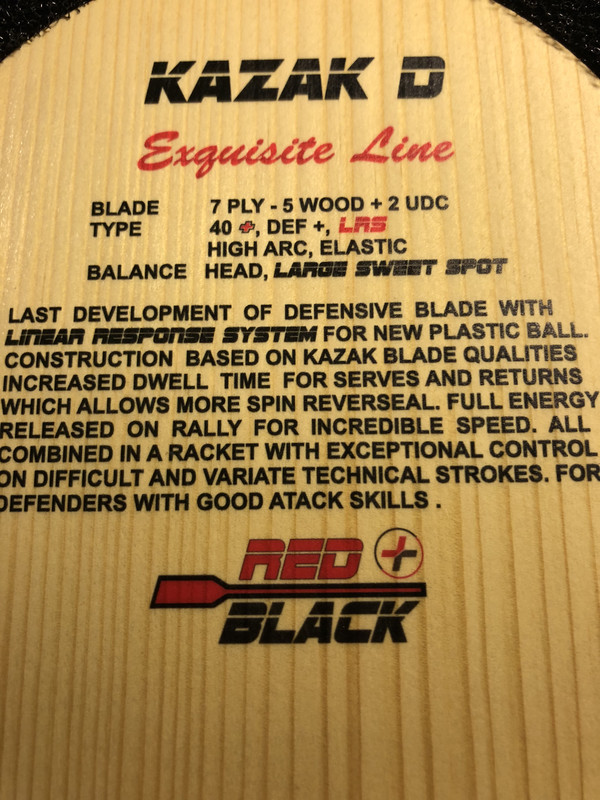 KAZAK D
Exquisite Line
BLADE 7 PLY - 5 WOOD + 2 UDC
TYPE 40 +, DEF +, LRS
HIGH ARC, ELASTIC
BALANCE HEAD, LARGE SWEET SPOT
LAST DEVELOPMENT OF DEFENSIVE BLADE WITH
LINEAR RESPONSE SYSTEM FOR NEW PLASTIC BALL.
CONSTRUCTION BASED ON KAZAK BLADE QUALITIES
INCREASED DWELL TIME FOR SERVES AND RETURNS
WHICH ALLOWS MORE SPIN REVERSEAL. FULL ENERGY
RELEASED ON RALLY FOR INCREDIBLE SPEED. ALL
COMBINED IN A RACKET WITH EXCEPTIONAL CONTROL
ON DIFFICULT AND VARIATE TECHNICAL STROKES. FOR
DEFENDERS WITH GOOD ATACK SKILLS .
RED +
BLACK